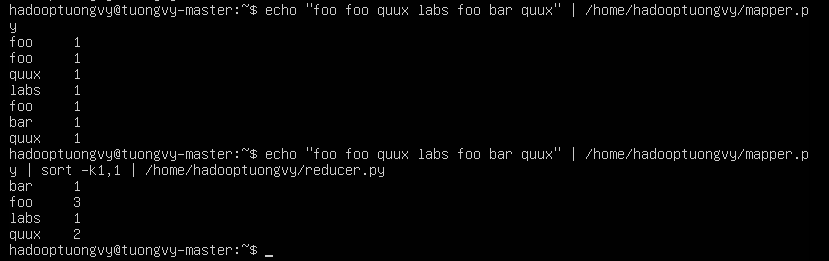 hadooptuongvy@tuongvy-master:~$ echo "foo foo quux labs foo bar quux" | /home/hadooptuongvy/mapper.p
y
foo	1
foo	1
quux	1
labs	1
foo	1
bar	1
quux	1
hadooptuongvy@tuongvy-master:~$ echo "foo foo quux labs foo bar quux" | /home/hadooptuongvy/mapper.p
y | sort -k1,1 | /home/hadooptuongvy/reducer.py
bar	1
foo	3
labs	1
quux	2
hadooptuongvy@tuongvy-master:~$ _